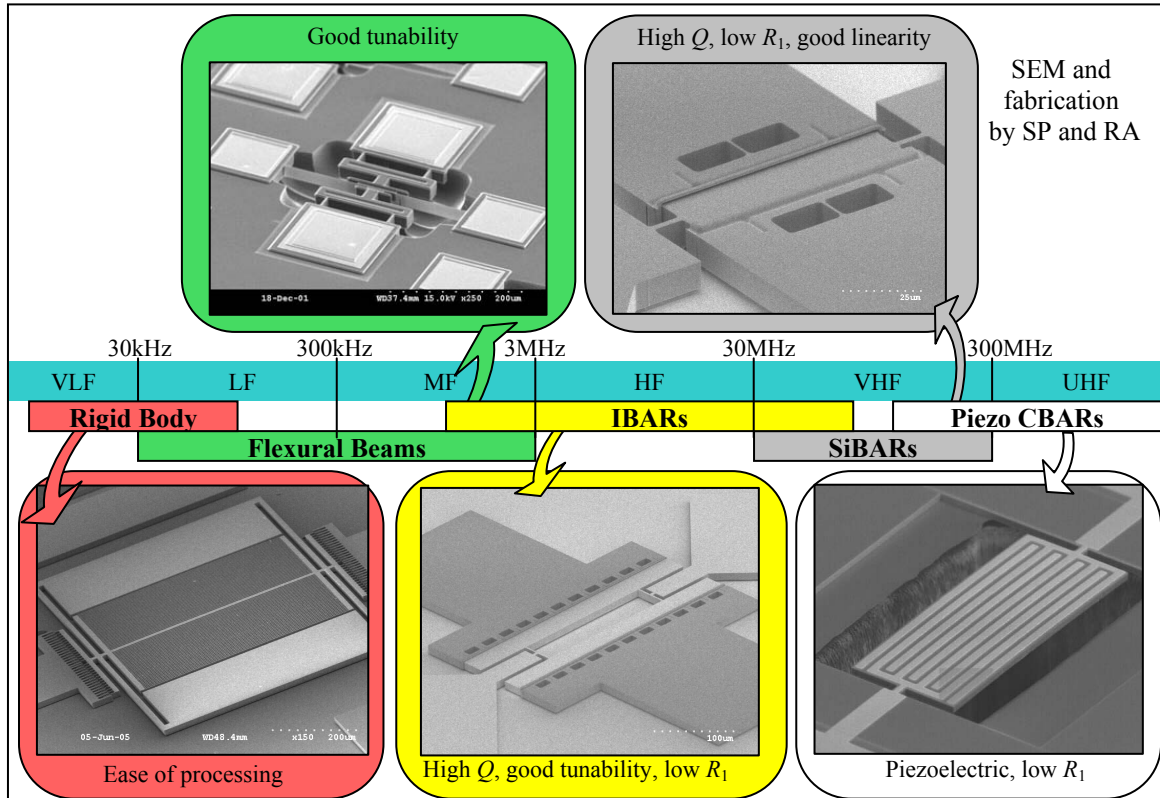 Good tunability
18-Dec-01 WD37.4mm 15.0kV x250 200um
High Q, low R1, good linearity
25um
SEM and
fabrication
by SP and RA
30kHz 300kHz 3MHz 30MHz 300MHz
VLF LF MF HF VHF UHF
Rigid Body IBARs Piezo CBARs
Flexural Beams SiBARs
05-Jun-05 WD48.4mm x150 200um
Ease of processing
100um
High Q, good tunability, low R1
Piezoelectric, low R1